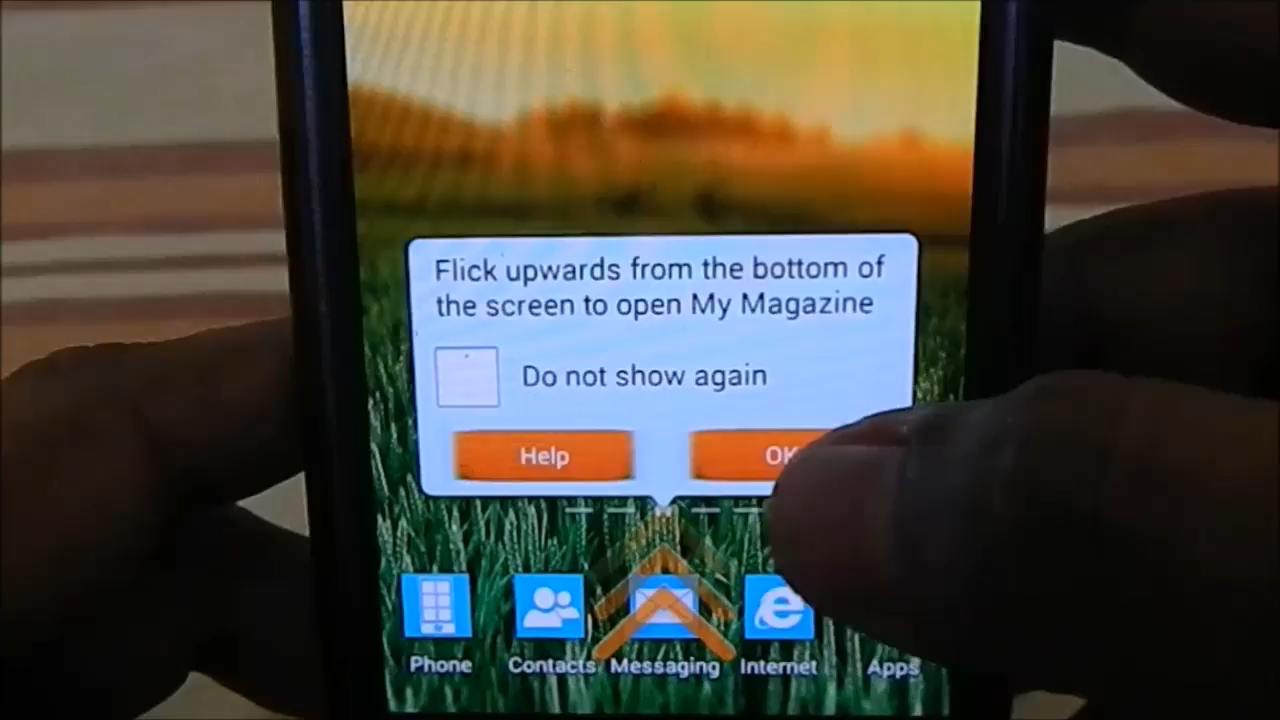 Flick upwards from the bottom of
the screen to open My Magazine
Do not show again
Help OK
Phone Contacts Messaging Internet Apps